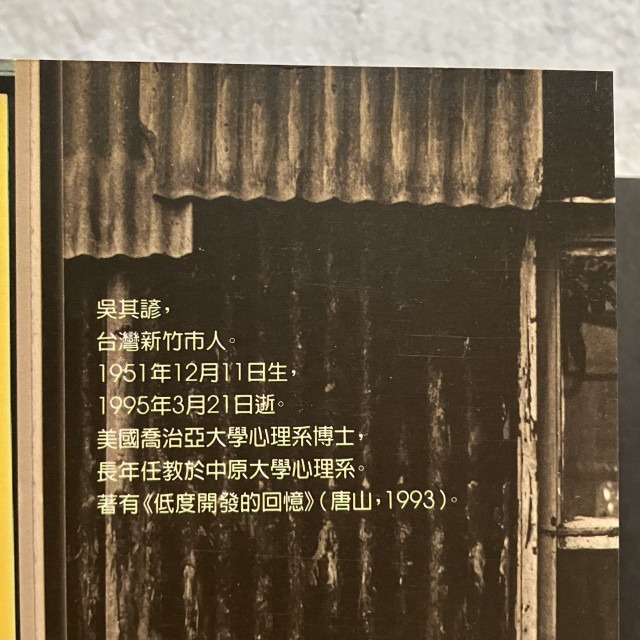 吳其諺，
台灣新竹市人。
1951年12月11日生，
1995年3月21日逝。
美國喬治亞大學心理系博士，
長年任教於中原大學心理系。
著有《低度開發的回憶》（唐山，1993）。